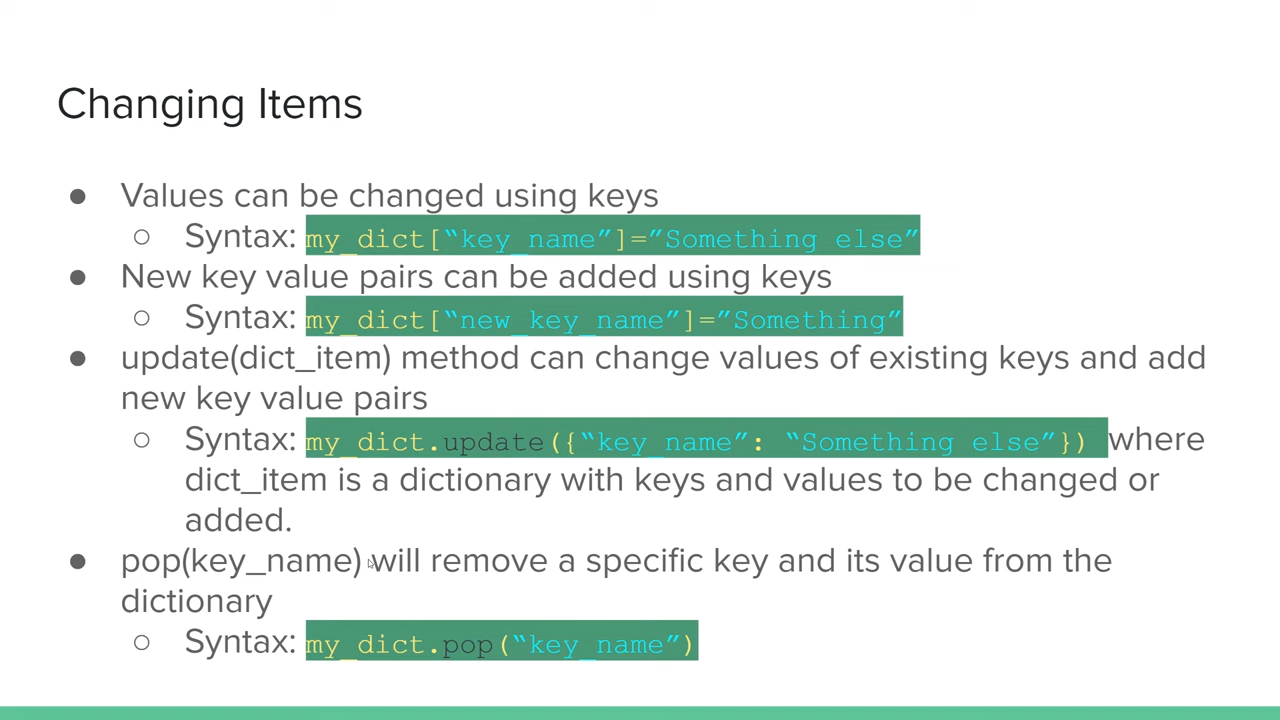 Changing Items
● Values can be changed using keys
○ Syntax: my_dict[“key_name”]=”Something else”
● New key value pairs can be added using keys
○ Syntax: my_dict[“new_key_name”]=”Something”
● update(dict_item) method can change values of existing keys and add
new key value pairs
○ Syntax: my_dict.update({“key_name”: “Something else”}) where
dict_item is a dictionary with keys and values to be changed or
added.
● pop(key_name) will remove a specific key and its value from the
dictionary
○ Syntax: my_dict.pop(“key_name”)